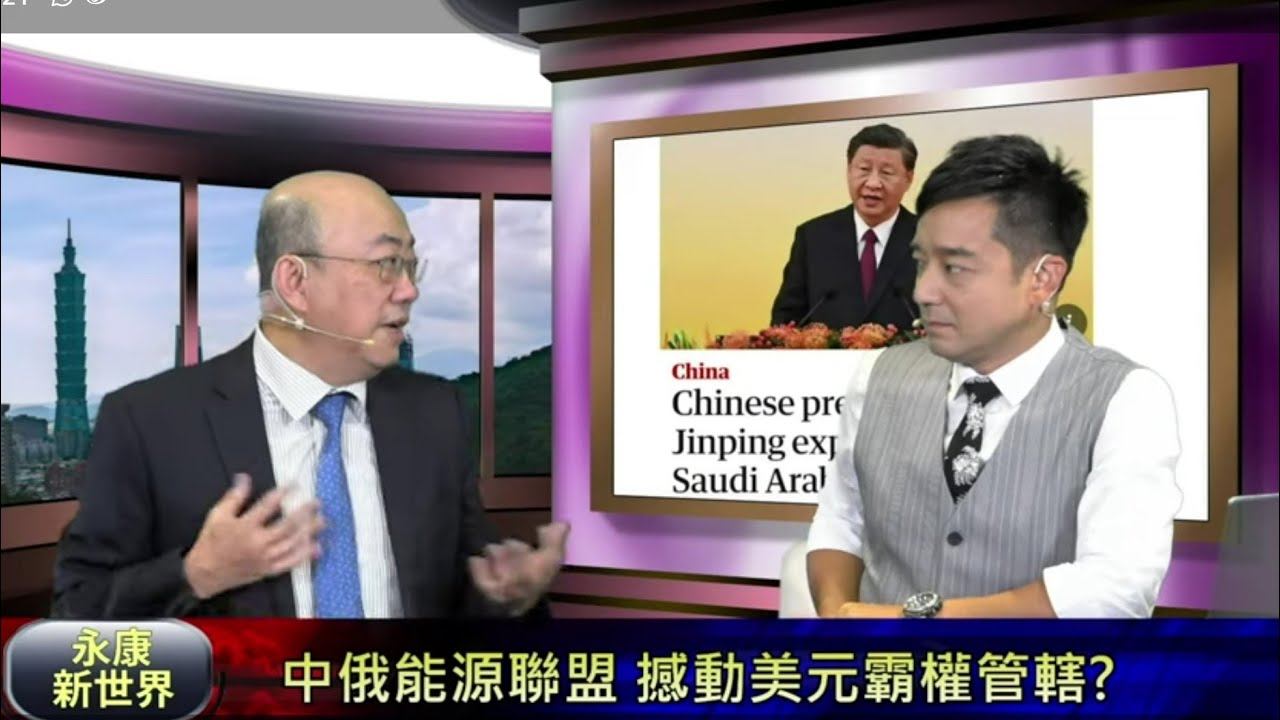 China
Chinese pre
Jinping exp
Saudi Aral
永康
新世界
中俄能源聯盟 撼動美元霸權管轄?